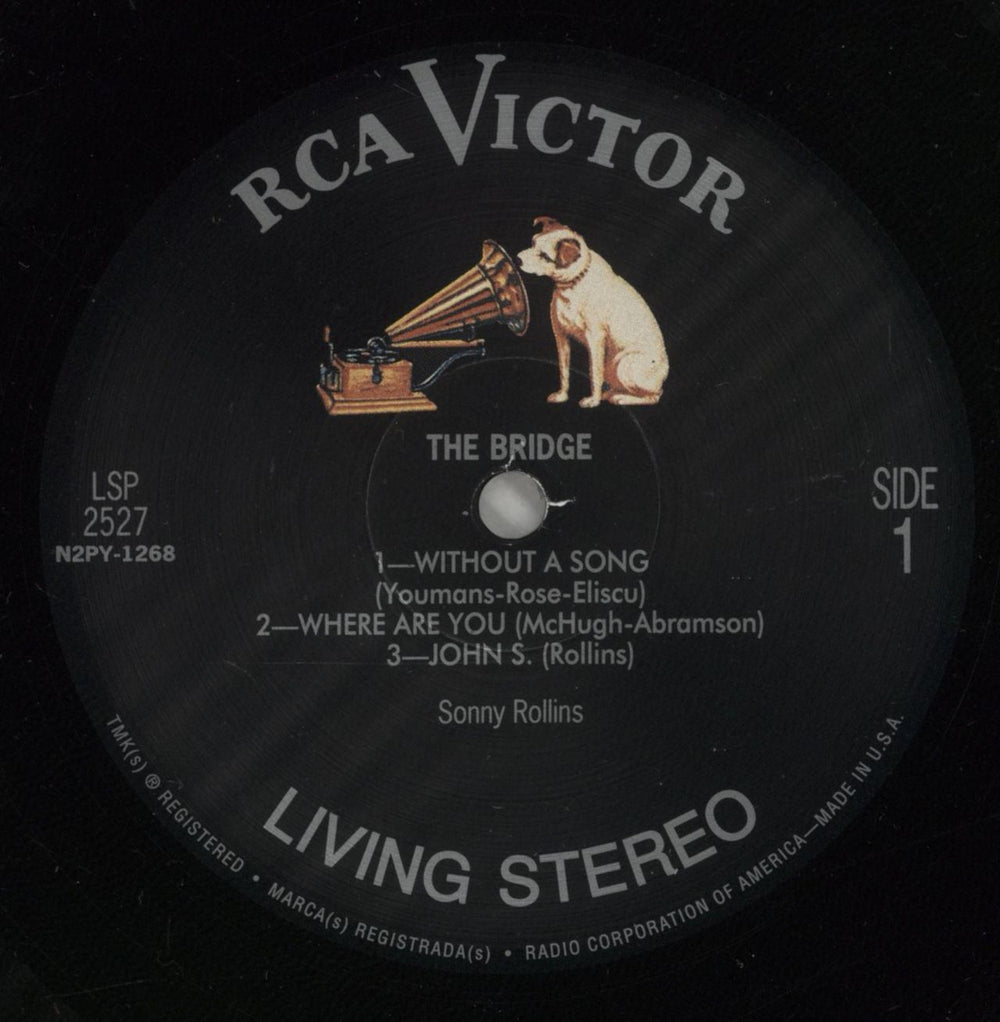 RCA VICTOR
THE BRIDGE
LSP
2527
N2PY-1268
SIDE
1
1—WITHOUT A SONG
(Youmans-Rose-Eliscu)
2—WHERE ARE YOU (McHugh-Abramson)
3—JOHN S. (Rollins)
Sonny Rollins
LIVING STEREO
TMK(s) ® REGISTERED • MARCA(s) REGISTRADA(s) • RADIO CORPORATION OF AMERICA—MADE IN U.S.A.